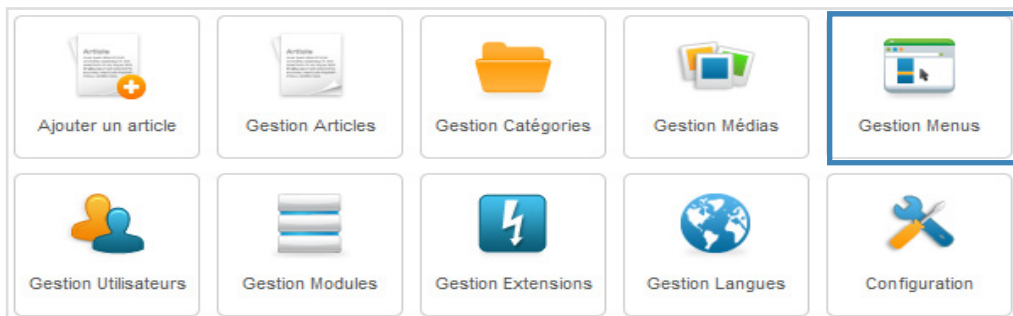 Ajouter un article
Gestion Articles
Gestion Catégories
Gestion Médias
Gestion Menus
Gestion Utilisateurs
Gestion Modules
Gestion Extensions
Gestion Langues
Configuration